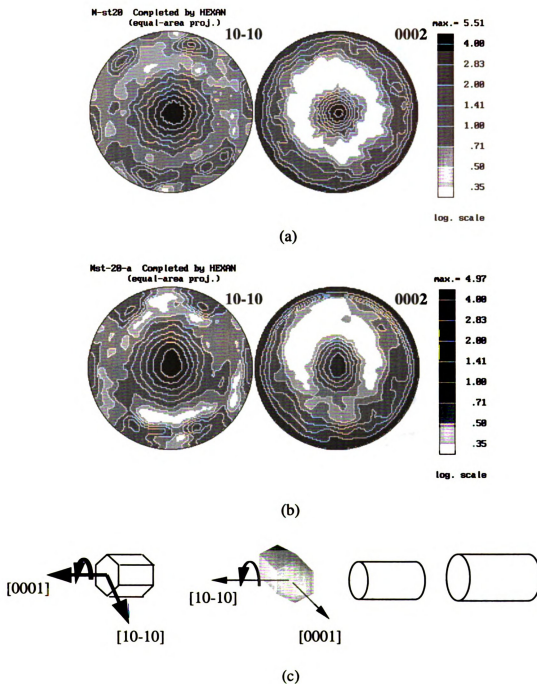 M-st20 Completed by HEXAN
(equal-area proj.)
10-10
0002
max.= 5.51
4.00
2.83
2.00
1.41
1.00
.71
.50
.35
log. scale
(a)
Mst-20-a Completed by HEXAN
(equal-area proj.)
10-10
0002
max.= 4.97
4.00
2.83
2.00
1.41
1.00
.71
.50
.35
log. scale
(b)
[0001]
[10-10]
[10-10]
[0001]
(c)